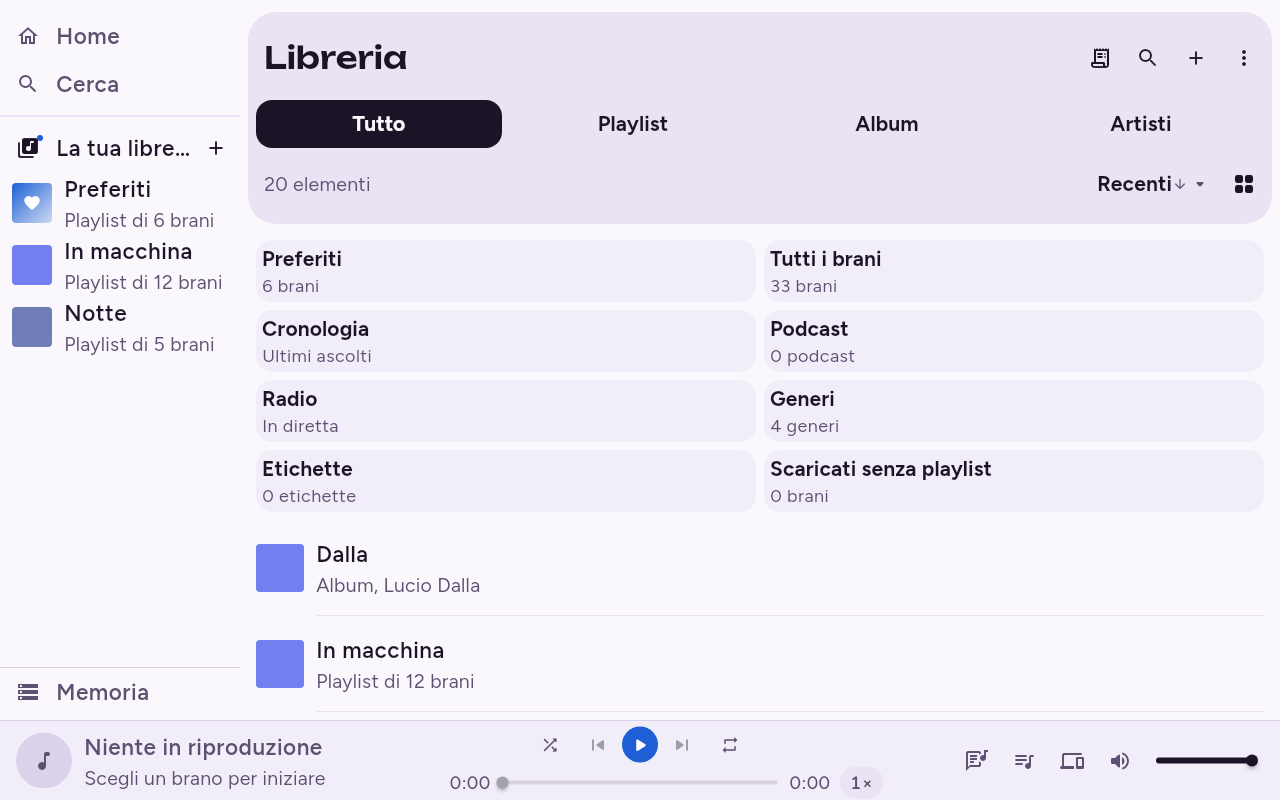 Home
Cerca
La tua libre...
Preferiti
Playlist di 6 brani
In macchina
Playlist di 12 brani
Notte
Playlist di 5 brani
Memoria
Libreria
Tutto
Playlist
Album
Artisti
20 elementi
Recenti
Preferiti
6 brani
Tutti i brani
33 brani
Cronologia
Ultimi ascolti
Podcast
0 podcast
Radio
In diretta
Generi
4 generi
Etichette
0 etichette
Scaricati senza playlist
0 brani
Dalla
Album, Lucio Dalla
In macchina
Playlist di 12 brani
Niente in riproduzione
Scegli un brano per iniziare
0:00
0:00
1×